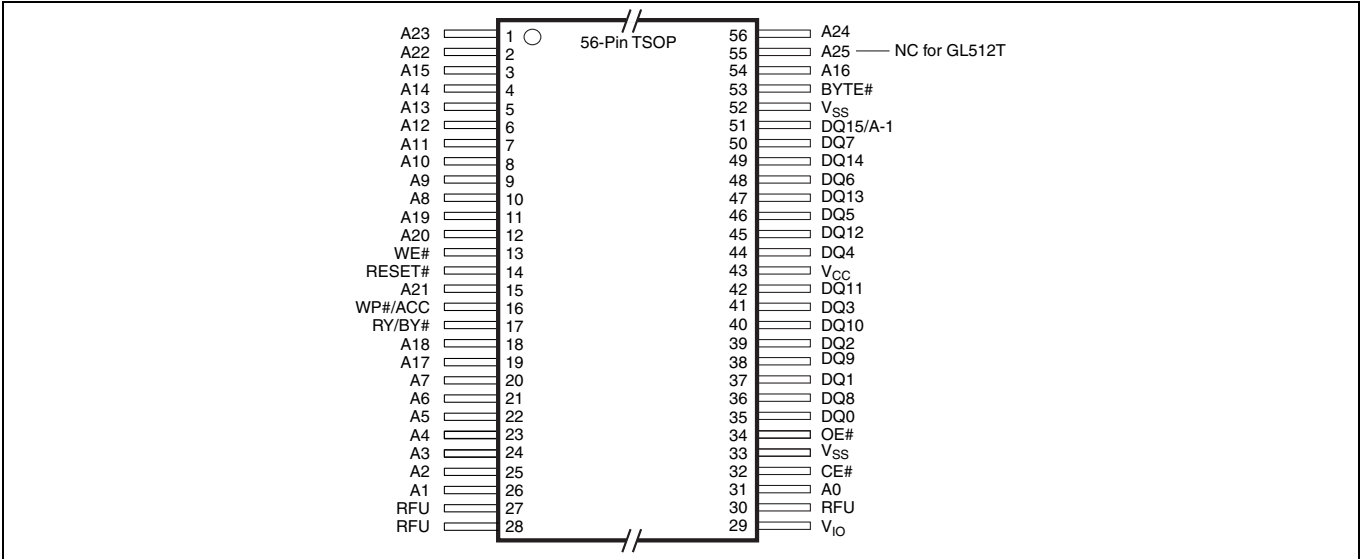 56-Pin TSOP
A23 1
A22 2
A15 3
A14 4
A13 5
A12 6
A11 7
A10 8
A9 9
A8 10
A19 11
A20 12
WE# 13
RESET# 14
A21 15
WP#/ACC 16
RY/BY# 17
A18 18
A17 19
A7 20
A6 21
A5 22
A4 23
A3 24
A2 25
A1 26
RFU 27
RFU 28
56 A24
55 A25 NC for GL512T
54 A16
53 BYTE#
52 VSS
51 DQ15/A-1
50 DQ7
49 DQ14
48 DQ6
47 DQ13
46 DQ5
45 DQ12
44 DQ4
43 VCC
42 DQ11
41 DQ3
40 DQ10
39 DQ2
38 DQ9
37 DQ1
36 DQ8
35 DQ0
34 OE#
33 VSS
32 CE#
31 A0
30 RFU
29 VIO